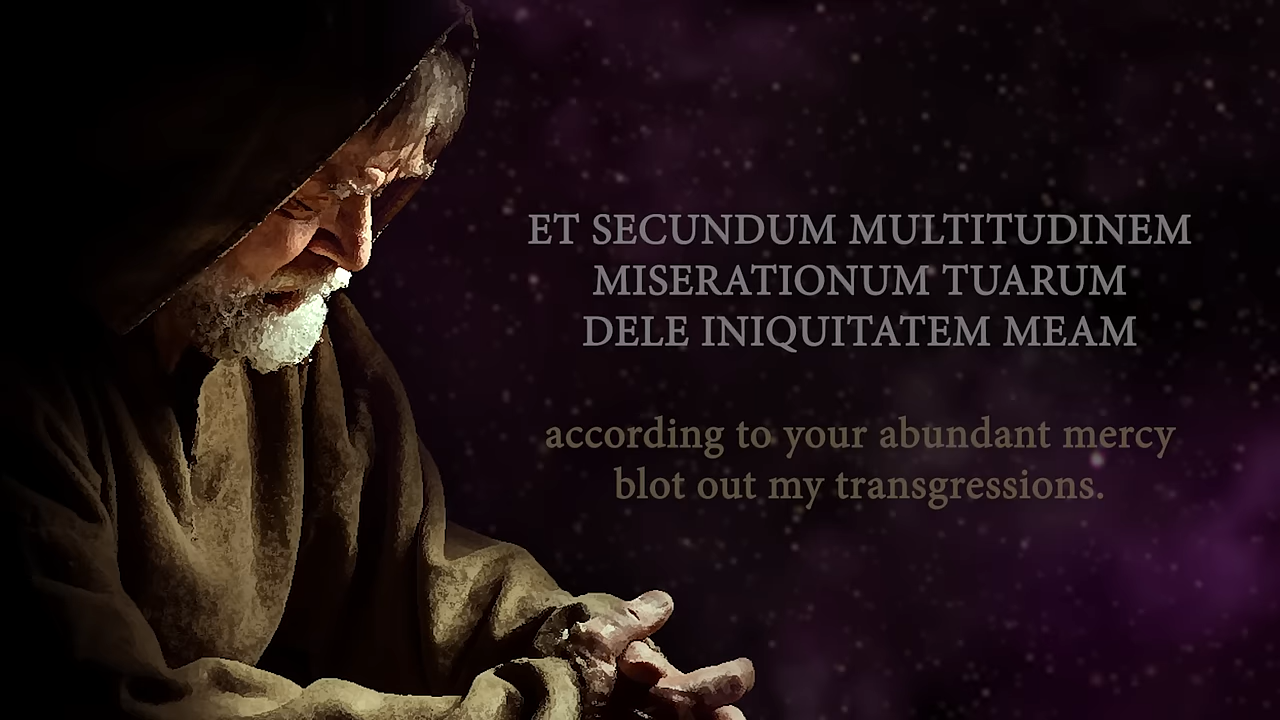 ET SECUNDUM MULTITUDINEM
MISERATIONUM TUARUM
DELE INIQUITATEM MEAM
according to your abundant mercy
blot out my transgressions.